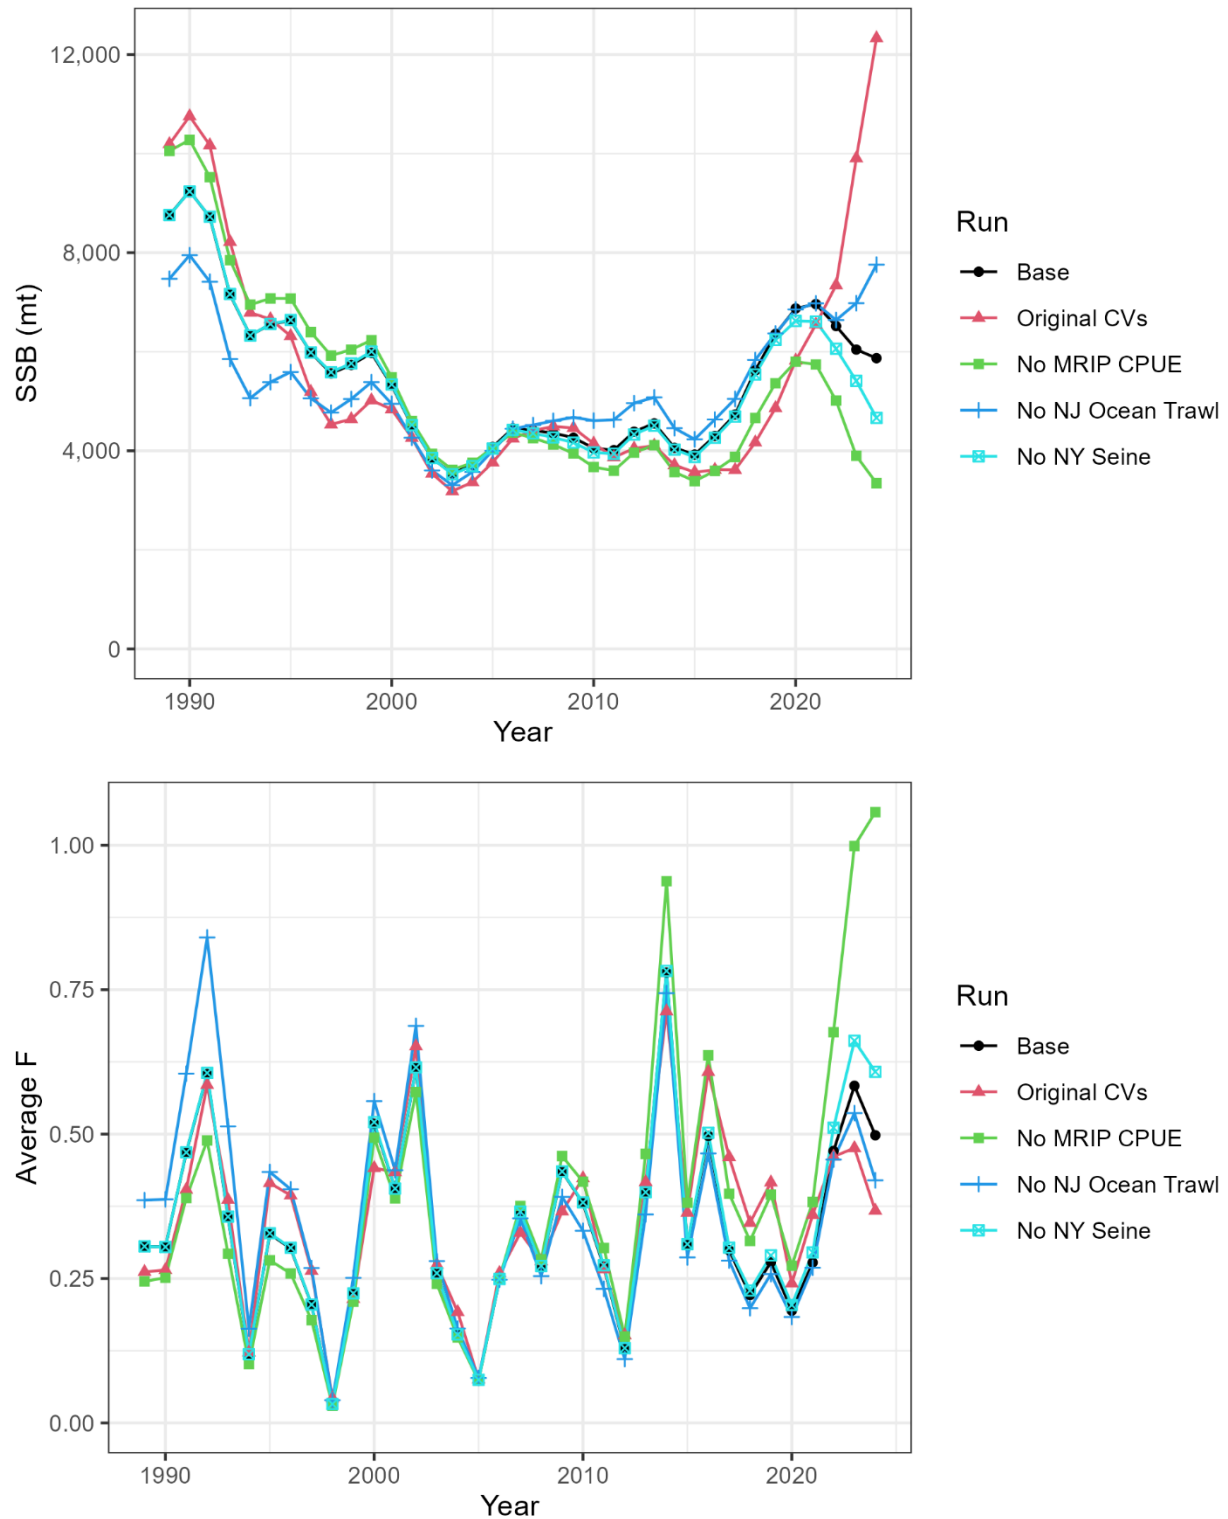 12,000
8,000
4,000
0
SSB (mt)
1990 2000 2010 2020
Year
Run
Base
Original CVs
No MRIP CPUE
No NJ Ocean Trawl
No NY Seine
1.00
0.75
0.50
0.25
0.00
Average F
1990 2000 2010 2020
Year
Run
Base
Original CVs
No MRIP CPUE
No NJ Ocean Trawl
No NY Seine